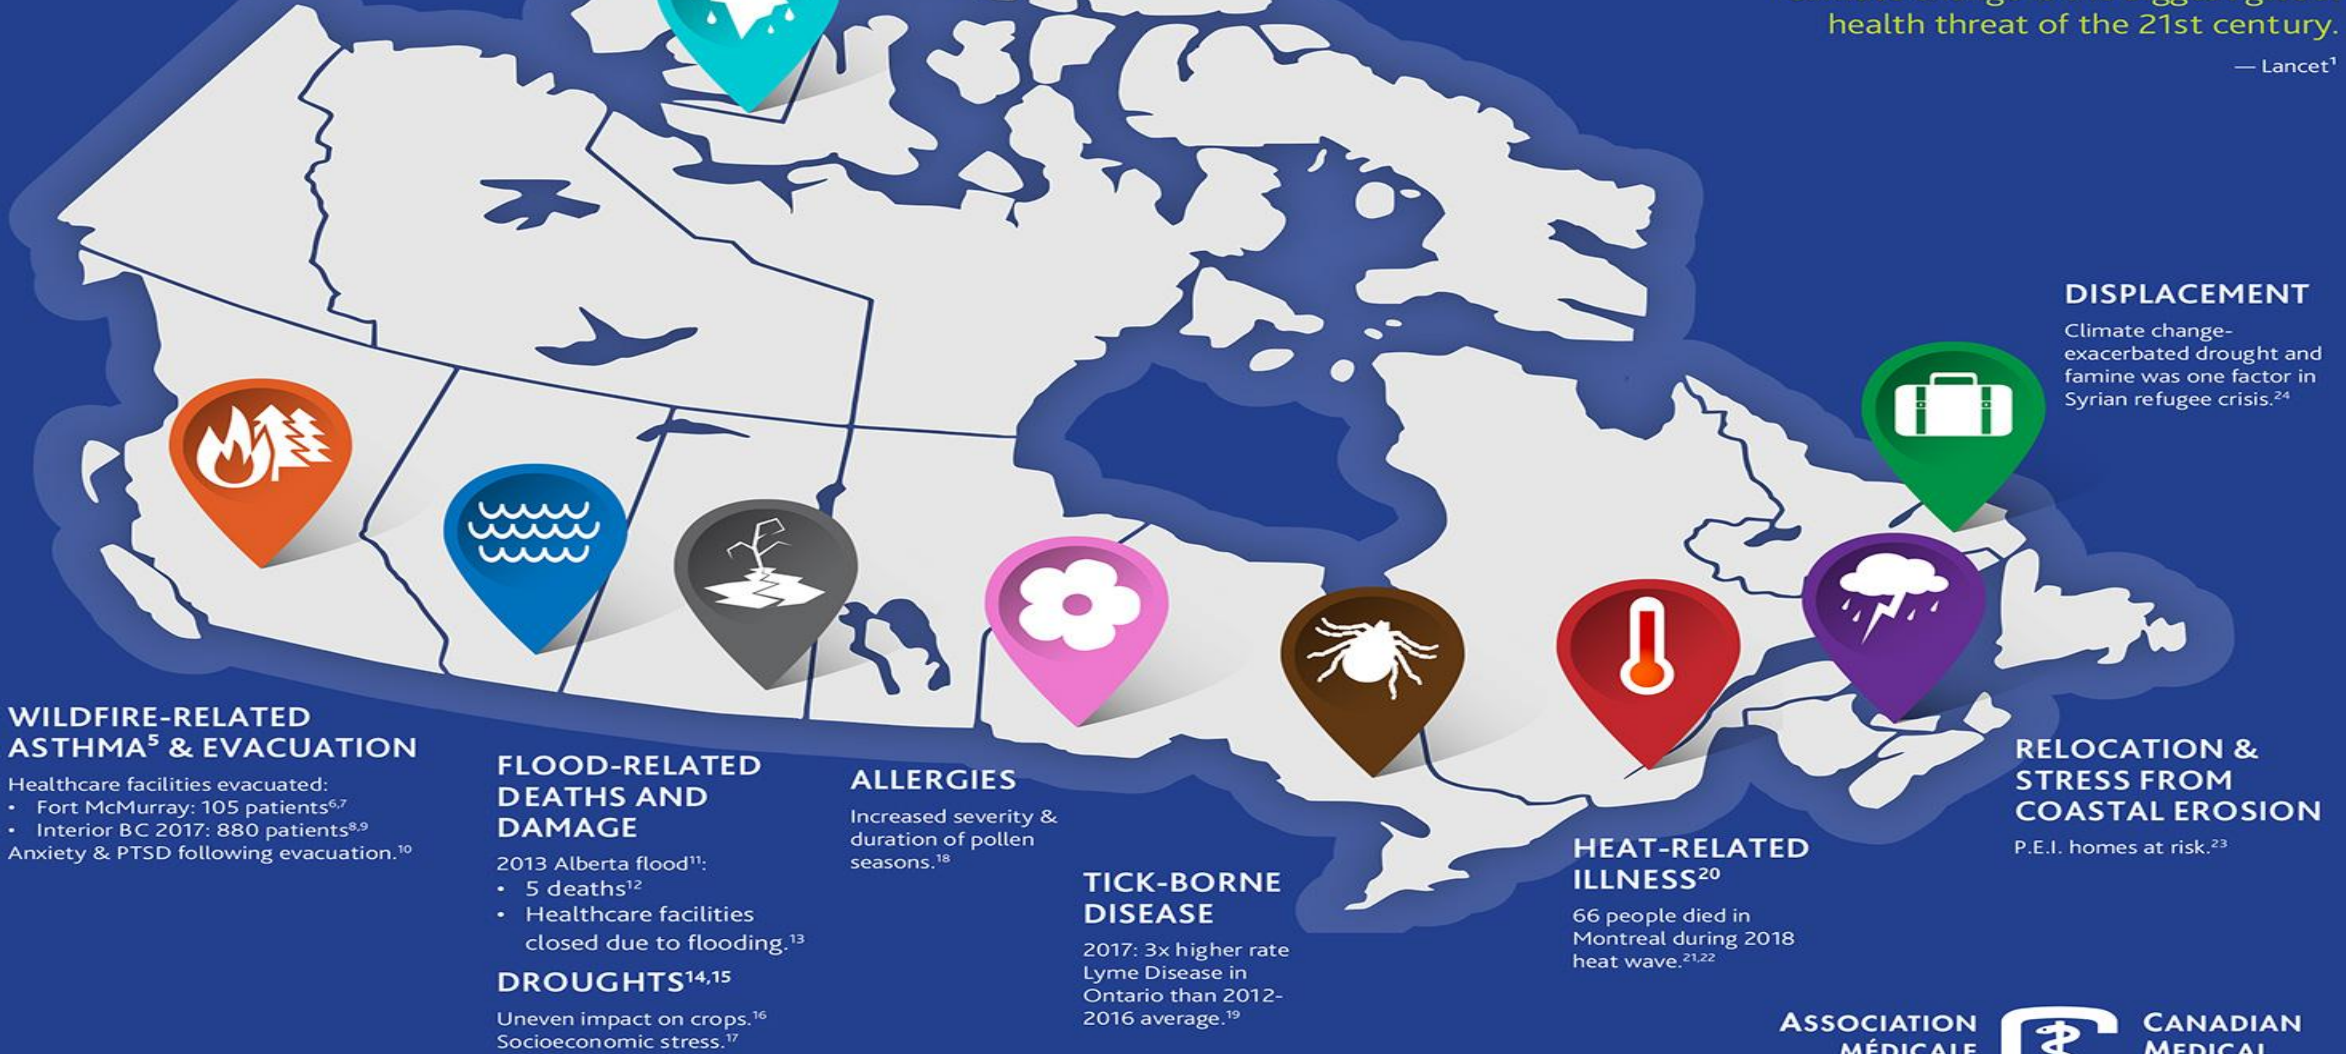 health threat of the 21st century.
— Lancet¹
DISPLACEMENT
Climate change-
exacerbated drought and
famine was one factor in
Syrian refugee crisis.²⁴
WILDFIRE-RELATED
ASTHMA⁵ & EVACUATION
Healthcare facilities evacuated:
• Fort McMurray: 105 patients⁶,⁷
• Interior BC 2017: 880 patients⁸,⁹
Anxiety & PTSD following evacuation.¹⁰
FLOOD-RELATED
DEATHS AND
DAMAGE
2013 Alberta flood¹¹:
• 5 deaths¹²
• Healthcare facilities
closed due to flooding.¹³
DROUGHTS¹⁴,¹⁵
Uneven impact on crops.¹⁶
Socioeconomic stress.¹⁷
ALLERGIES
Increased severity &
duration of pollen
seasons.¹⁸
TICK-BORNE
DISEASE
2017: 3x higher rate
Lyme Disease in
Ontario than 2012-
2016 average.¹⁹
HEAT-RELATED
ILLNESS²⁰
66 people died in
Montreal during 2018
heat wave.²¹,²²
RELOCATION &
STRESS FROM
COASTAL EROSION
P.E.I. homes at risk.²³
ASSOCIATION
MÉDICALE
CANADIAN
MEDICAL